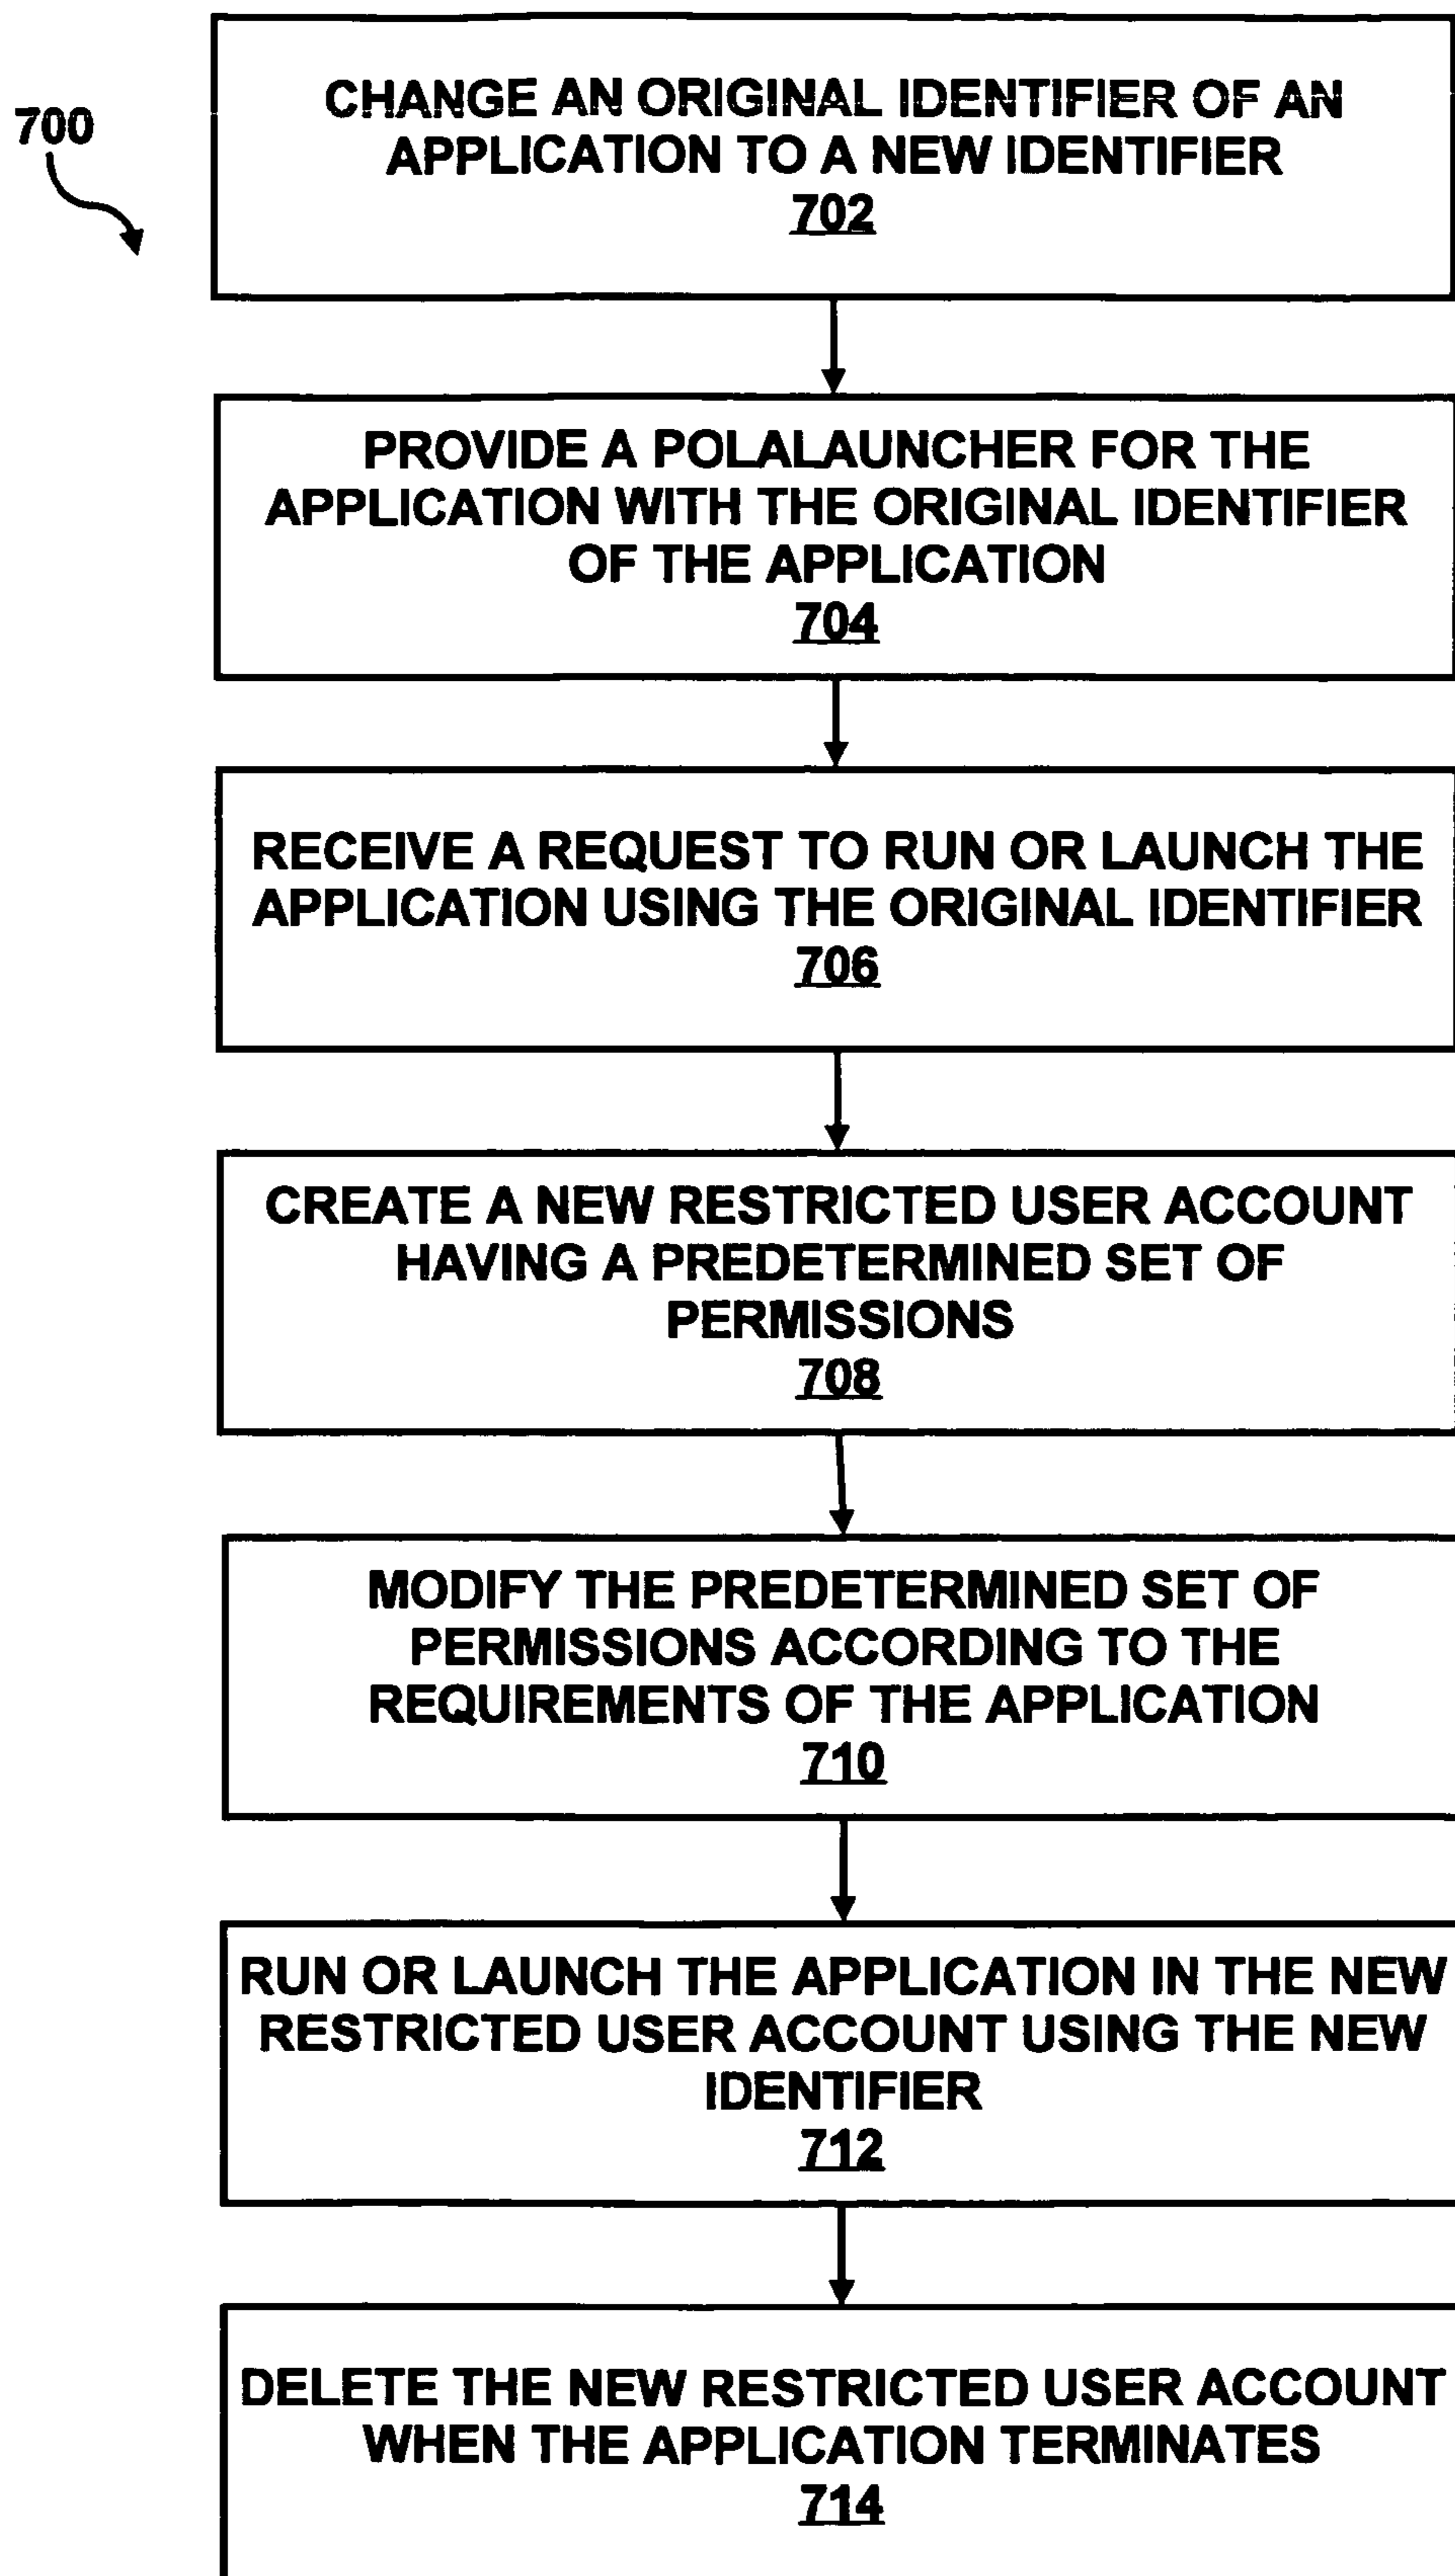 700
CHANGE AN ORIGINAL IDENTIFIER OF AN
APPLICATION TO A NEW IDENTIFIER
702
PROVIDE A POLALAUNCHER FOR THE
APPLICATION WITH THE ORIGINAL IDENTIFIER
OF THE APPLICATION
704
RECEIVE A REQUEST TO RUN OR LAUNCH THE
APPLICATION USING THE ORIGINAL IDENTIFIER
706
CREATE A NEW RESTRICTED USER ACCOUNT
HAVING A PREDETERMINED SET OF
PERMISSIONS
708
MODIFY THE PREDETERMINED SET OF
PERMISSIONS ACCORDING TO THE
REQUIREMENTS OF THE APPLICATION
710
RUN OR LAUNCH THE APPLICATION IN THE NEW
RESTRICTED USER ACCOUNT USING THE NEW
IDENTIFIER
712
DELETE THE NEW RESTRICTED USER ACCOUNT
WHEN THE APPLICATION TERMINATES
714